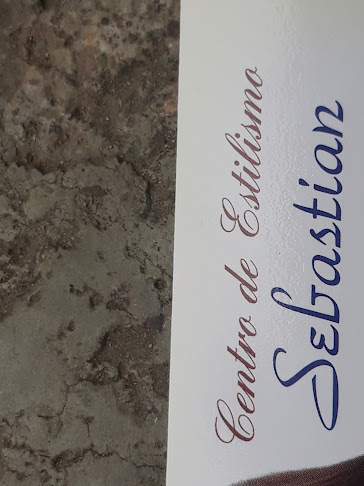 Centro de Estilismo
Sebastian